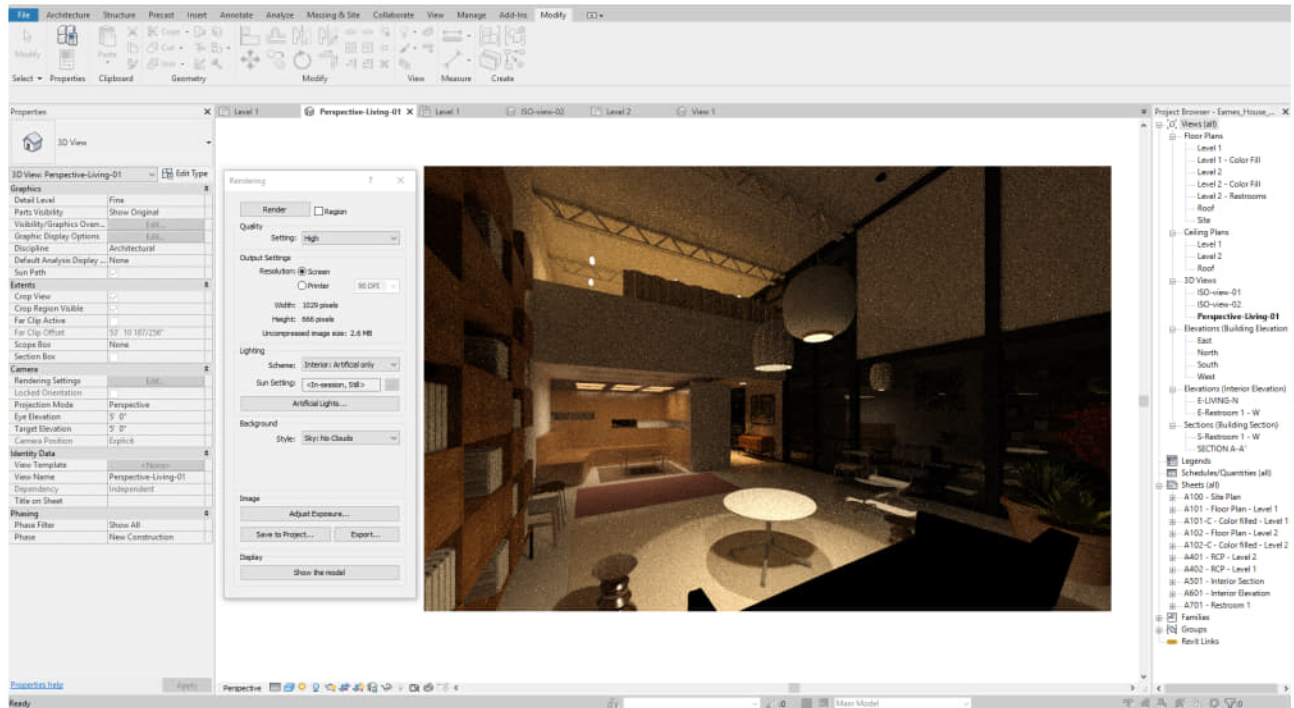 File Architecture Structure Precast Insert Annotate Analyze Massing & Site Collaborate View Manage Add-Ins Modify
Modify
Paste
Copy
Cut
Join
Select Properties Clipboard Geometry Modify View Measure Create
Properties
Level 1
Perspective-Living-01
Level 1
ISO-view-02
Level 2
View 1
3D View
3D View: Perspective-Living-01
Edit Type
Graphics
Detail Level Fine
Parts Visibility Show Original
Visibility/Graphics Overr... Edit...
Graphic Display Options Edit...
Discipline Architectural
Default Analysis Display ... None
Sun Path
Extents
Crop View
Crop Region Visible
Far Clip Active
Far Clip Offset 53' 10 107/256"
Scope Box None
Section Box
Camera
Rendering Settings Edit...
Locked Orientation
Projection Mode Perspective
Eye Elevation 5' 0"
Target Elevation 5' 0"
Camera Position Explicit
Identity Data
View Template <None>
View Name Perspective-Living-01
Dependency Independent
Title on Sheet
Phasing
Phase Filter Show All
Phase New Construction
Properties help
Apply
Rendering ?
Render
Region
Quality
Setting: High
Output Settings
Resolution: Screen
Printer 96 DPI
Width: 1029 pixels
Height: 666 pixels
Uncompressed image size: 2.6 MB
Lighting
Scheme: Interior: Artificial only
Sun Setting: <In-session, Still>
Artificial Lights...
Background
Style: Sky: No Clouds
Image
Adjust Exposure...
Save to Project... Export...
Display
Show the model
Project Browser - Eames_House_...
Views (all)
Floor Plans
Level 1
Level 1 - Color Fill
Level 2
Level 2 - Color Fill
Level 2 - Restrooms
Roof
Site
Ceiling Plans
Level 1
Level 2
Roof
3D Views
ISO-view-01
ISO-view-02
Perspective-Living-01
Elevations (Building Elevation
East
North
South
West
Elevations (Interior Elevation)
E-LIVING-N
E-Restroom 1 - W
Sections (Building Section)
S-Restroom 1 - W
SECTION A-A'
Legends
Schedules/Quantities (all)
Sheets (all)
A100 - Site Plan
A101 - Floor Plan - Level 1
A101-C - Color filled - Level 1
A102 - Floor Plan - Level 2
A102-C - Color filled - Level 2
A401 - RCP - Level 2
A402 - RCP - Level 1
A501 - Interior Section
A601 - Interior Elevation
A701 - Restroom 1
Families
Groups
Revit Links
Perspective
Ready
:0
Main Model
:0